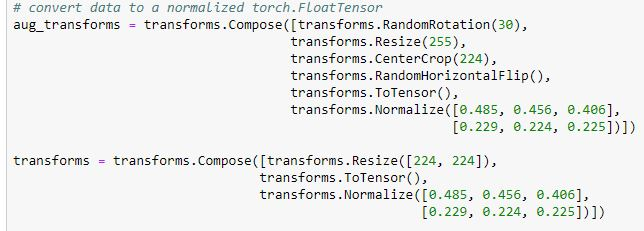 # convert data to a normalized torch.FloatTensor
aug_transforms = transforms.Compose([transforms.RandomRotation(30),
transforms.Resize(255),
transforms.CenterCrop(224),
transforms.RandomHorizontalFlip(),
transforms.ToTensor(),
transforms.Normalize([0.485, 0.456, 0.406],
[0.229, 0.224, 0.225])])
transforms = transforms.Compose([transforms.Resize([224, 224]),
transforms.ToTensor(),
transforms.Normalize([0.485, 0.456, 0.406],
[0.229, 0.224, 0.225])])